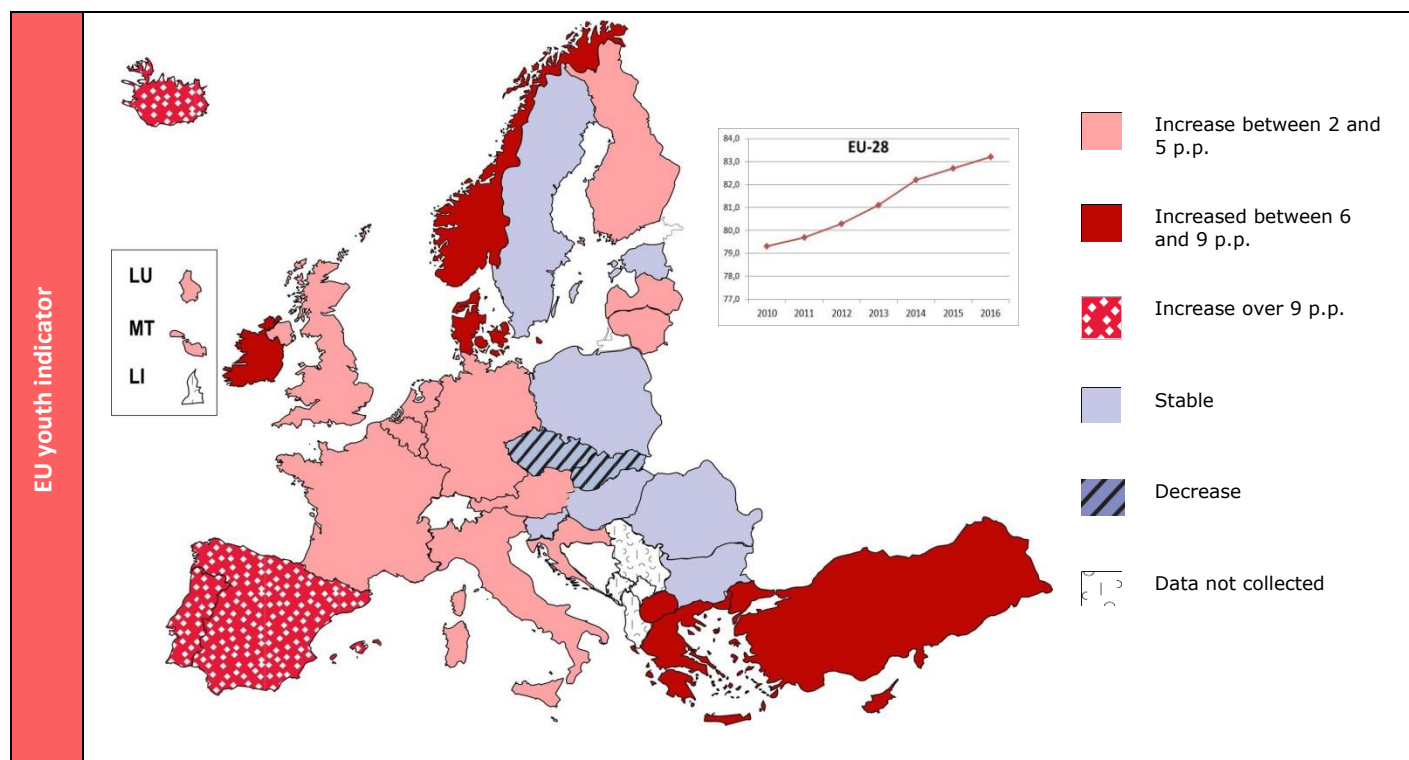 EU youth indicator
LU
MT
LI
EU-28
84,0
83,0
82,0
81,0
80,0
79,0
78,0
77,0
2010 2011 2012 2013 2014 2015 2016
Increase between 2 and
5 p.p.
Increased between 6
and 9 p.p.
Increase over 9 p.p.
Stable
Decrease
Data not collected